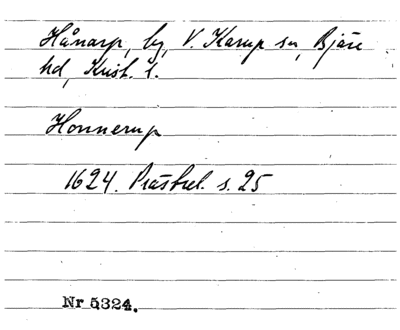 Hånarp, by, V. Karup sn, Bjäre
hd, Krist. l.
Honnerup
1624. Prästrel. s. 25
Nr 5324.